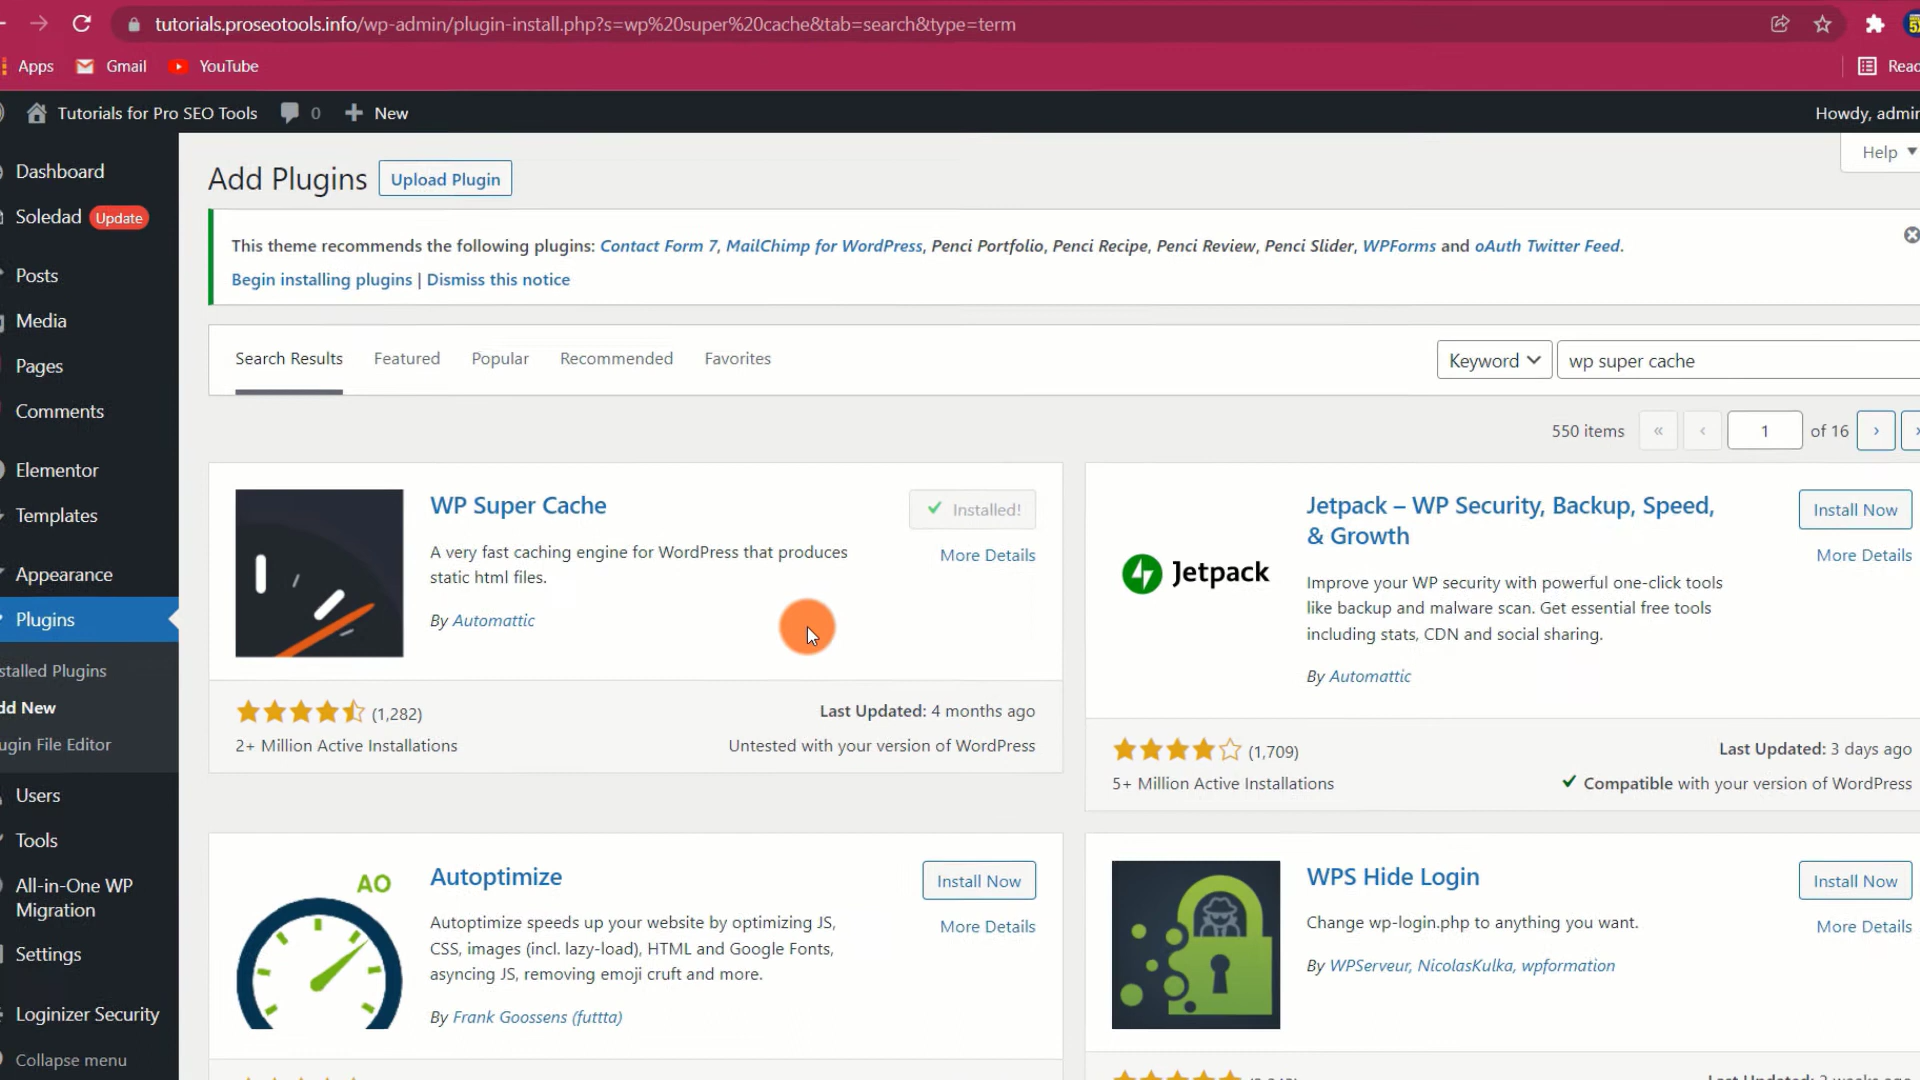 tutorials.proseotools.info/wp-admin/plugin-install.php?s=wp%20super%20cache&tab=search&type=term
Apps Gmail YouTube
Tutorials for Pro SEO Tools 0 New Howdy, admin
Dashboard
Soledad Update
Posts
Media
Pages
Comments
Elementor
Templates
Appearance
Plugins
stalled Plugins
dd New
ugin File Editor
Users
Tools
All-in-One WP
Migration
Settings
Loginizer Security
Collapse menu
Help
Add Plugins Upload Plugin
This theme recommends the following plugins: Contact Form 7, MailChimp for WordPress, Penci Portfolio, Penci Recipe, Penci Review, Penci Slider, WPForms and oAuth Twitter Feed.
Begin installing plugins | Dismiss this notice
Search Results Featured Popular Recommended Favorites Keyword wp super cache
550 items « ‹ 1 of 16 ›
WP Super Cache
Installed!
More Details
A very fast caching engine for WordPress that produces
static html files.
By Automattic
(1,282) Last Updated: 4 months ago
2+ Million Active Installations Untested with your version of WordPress
Jetpack
Jetpack – WP Security, Backup, Speed,
& Growth
Install Now
More Details
Improve your WP security with powerful one-click tools
like backup and malware scan. Get essential free tools
including stats, CDN and social sharing.
By Automattic
(1,709) Last Updated: 3 days ago
5+ Million Active Installations Compatible with your version of WordPress
AO
Autoptimize
Install Now
More Details
Autoptimize speeds up your website by optimizing JS,
CSS, images (incl. lazy-load), HTML and Google Fonts,
asyncing JS, removing emoji cruft and more.
By Frank Goossens (futtta)
WPS Hide Login
Install Now
More Details
Change wp-login.php to anything you want.
By WPServeur, NicolasKulka, wpformation